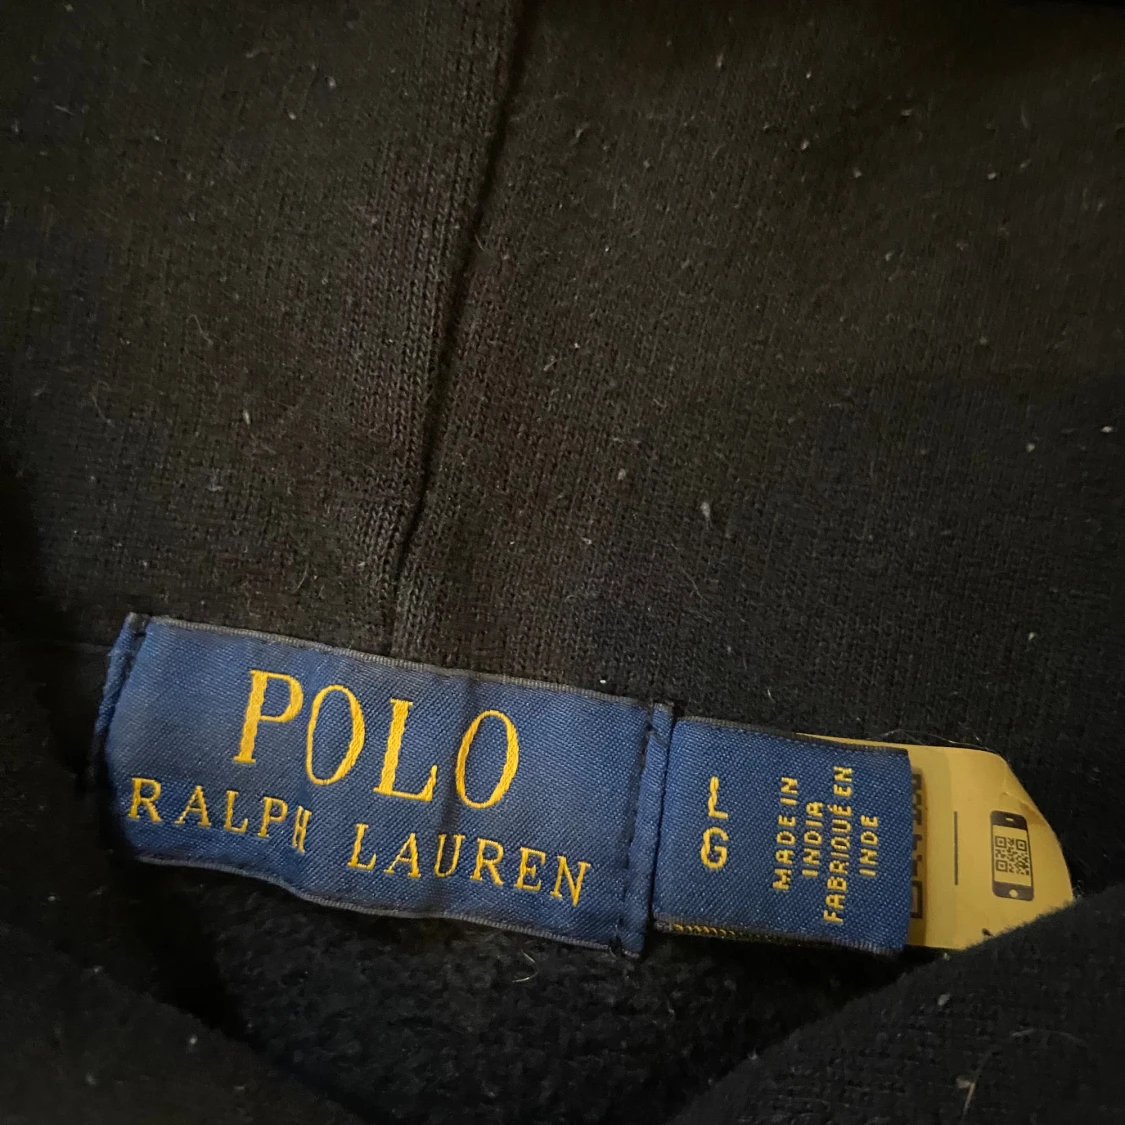 POLO
RALPH LAUREN
L
G
MADE IN
INDIA
FABRIQUÉ EN
INDE